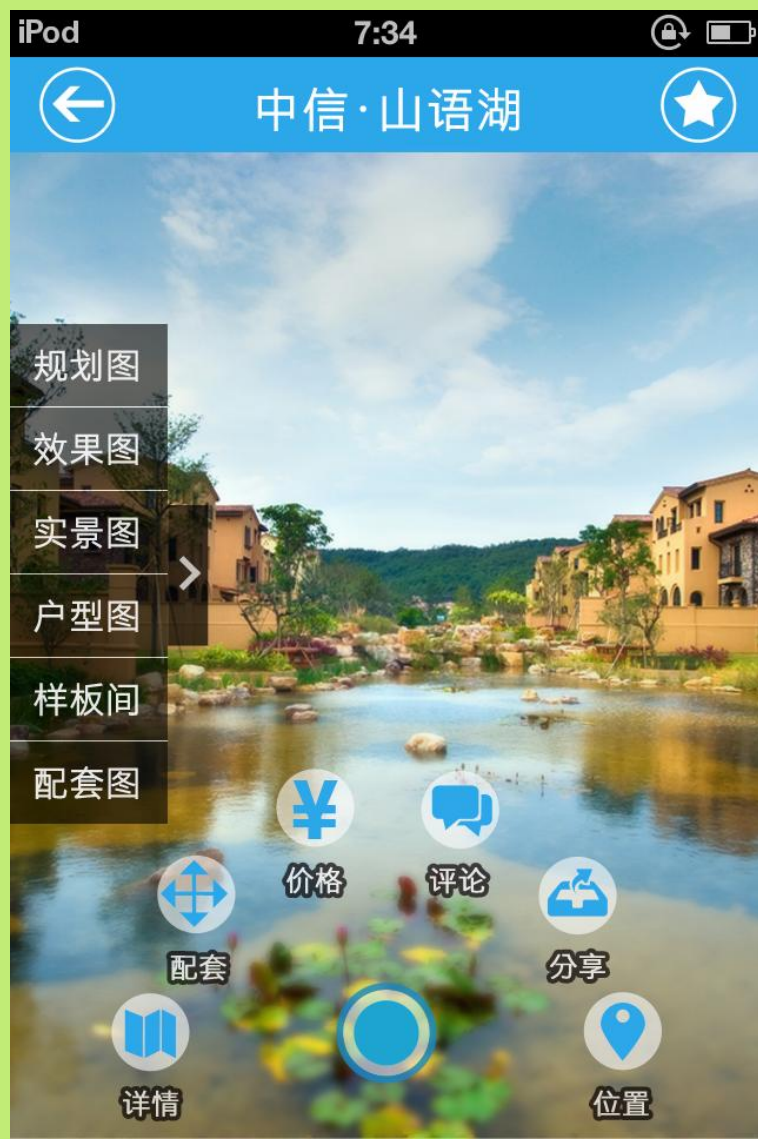 iPod 7:34
中信·山语湖
规划图
效果图
实景图
户型图
样板间
配套图
价格
评论
配套
分享
详情
位置